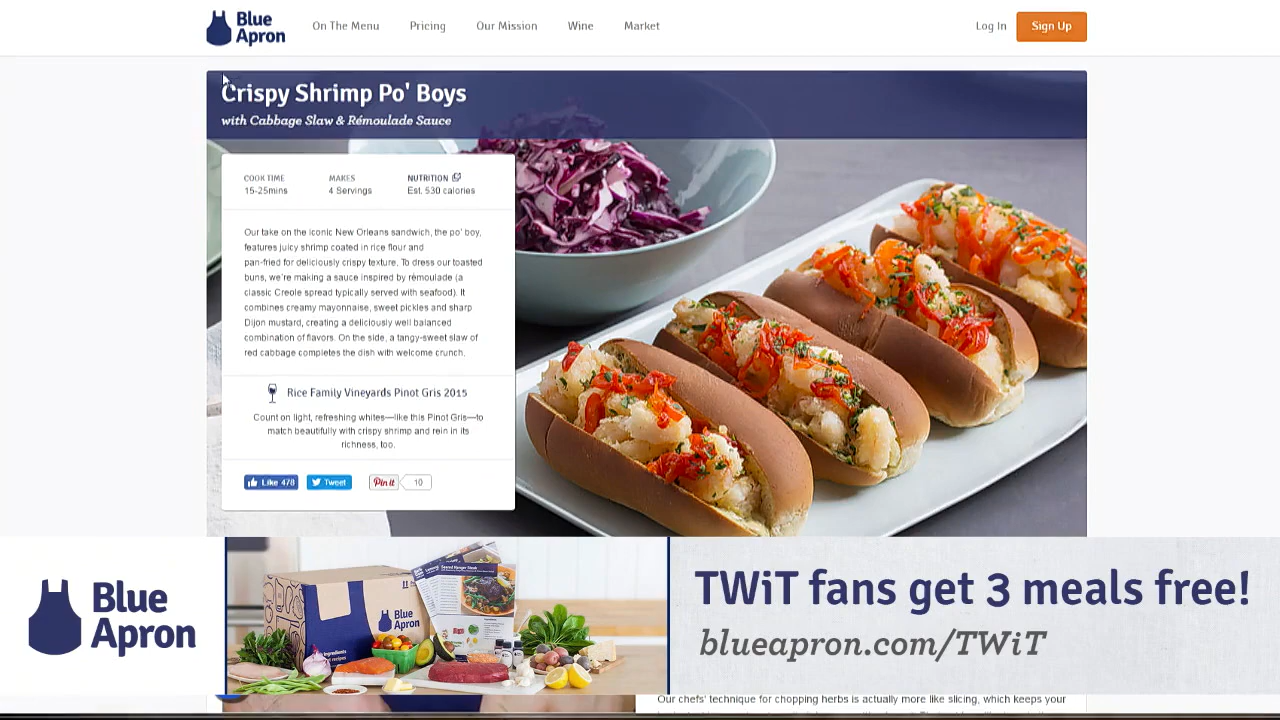 Blue Apron
On The Menu
Pricing
Our Mission
Wine
Market
Log In
Sign Up
Crispy Shrimp Po' Boys
with Cabbage Slaw & Rémoulade Sauce
COOK TIME
15-25mins
MAKES
4 Servings
NUTRITION
Est. 530 calories
Our take on the iconic New Orleans sandwich, the po' boy,
features juicy shrimp coated in rice flour and
pan-fried for deliciously crispy texture. To dress our toasted
buns, we're making a sauce inspired by rémoulade (a
classic Creole spread typically served with seafood). It
combines creamy mayonnaise, sweet pickles and sharp
Dijon mustard, creating a deliciously well balanced
combination of flavors. On the side, a tangy-sweet slaw of
red cabbage completes the dish with welcome crunch.
Rice Family Vineyards Pinot Gris 2015
Count on light, refreshing whites—like this Pinot Gris—to
match beautifully with crispy shrimp and rein in its
richness, too.
Like 478
Tweet
Pin it
10
Blue
Apron
Blue
Apron
TWiT fans get 3 meals free!
blueapron.com/TWiT
Our chefs' technique for chopping herbs is actually more like slicing, which keeps your